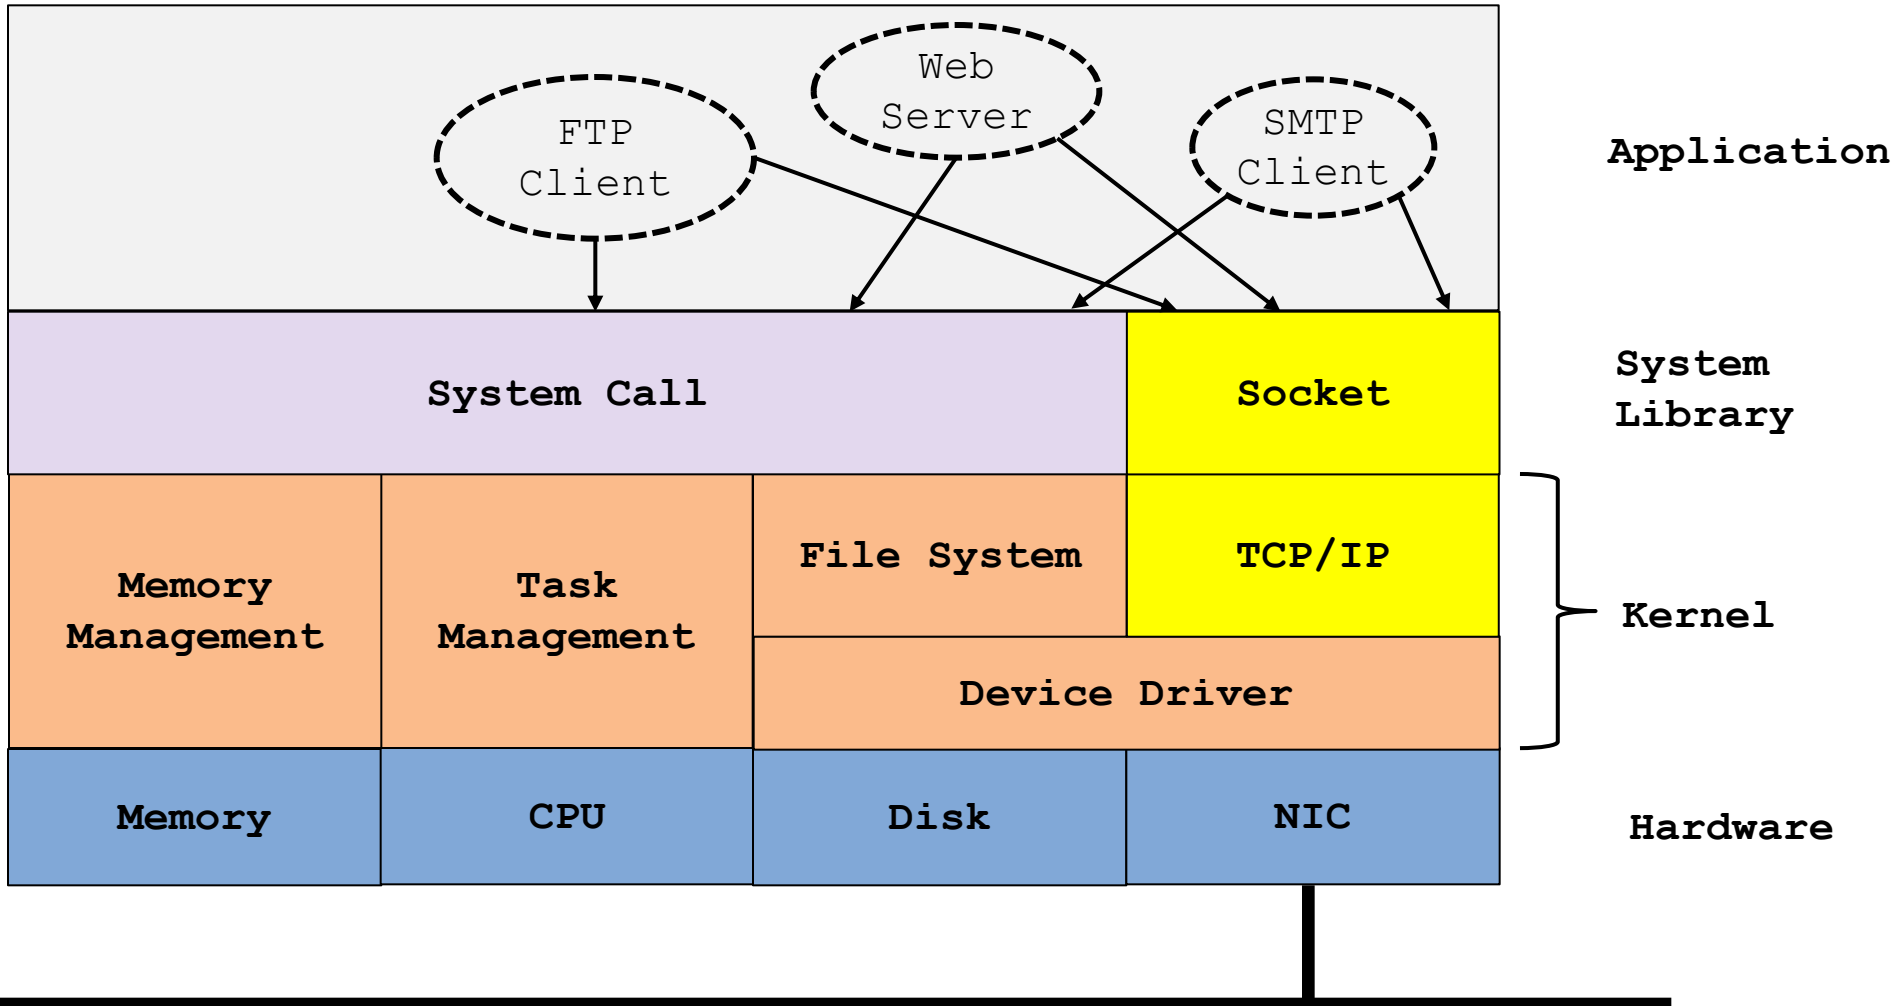 Web
Server
FTP
Client
SMTP
Client
Application
System Call
Socket
System
Library
Memory
Management
Task
Management
File System
TCP/IP
Device Driver
Kernel
Memory
CPU
Disk
NIC
Hardware